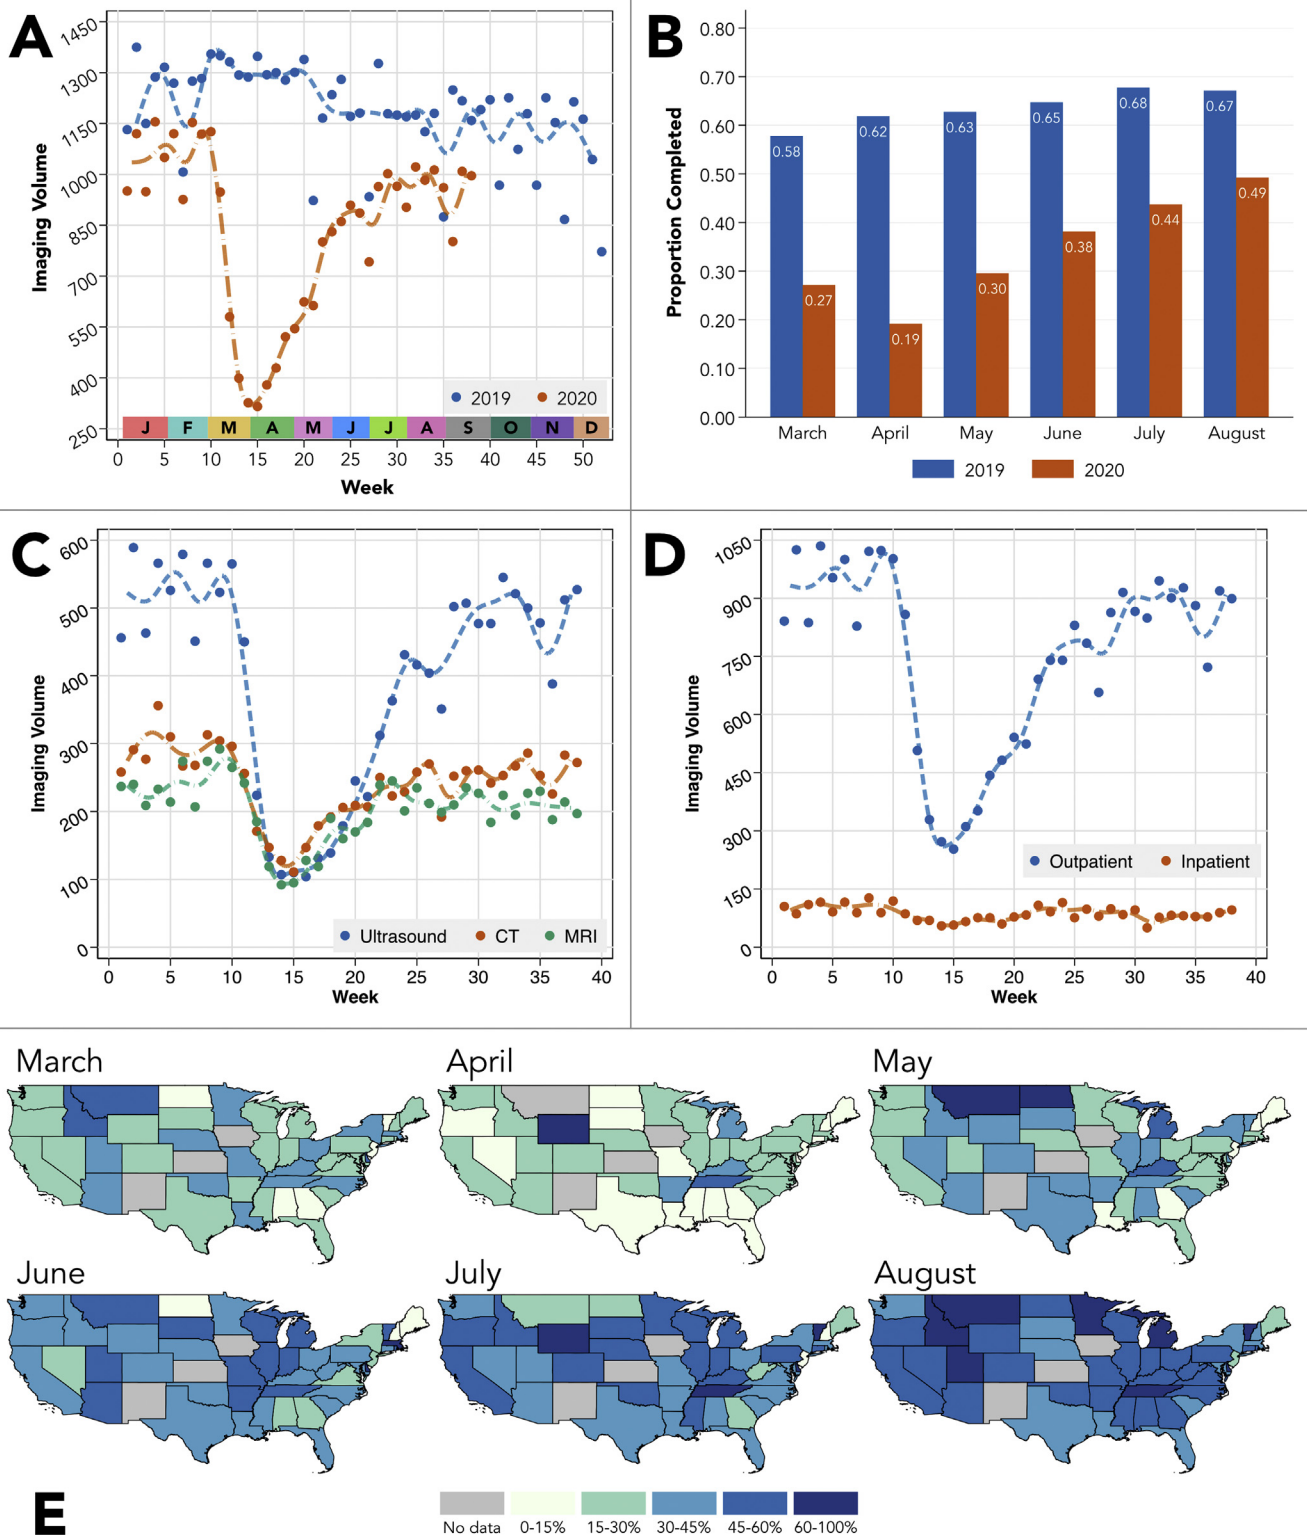 A
1450
1300
1150
1000
850
700
550
400
250
Imaging Volume
2019 2020
J F M A M J J A S O N D
0 5 10 15 20 25 30 35 40 45 50
Week
B
0.80
0.70
0.60
0.50
0.40
0.30
0.20
0.10
0.00
Proportion Completed
0.58 0.27 0.62 0.19 0.63 0.30 0.65 0.38 0.68 0.44 0.67 0.49
March April May June July August
2019 2020
C
600
500
400
300
200
100
0
Imaging Volume
Ultrasound CT MRI
0 5 10 15 20 25 30 35 40
Week
D
1050
900
750
600
450
300
150
0
Imaging Volume
Outpatient Inpatient
0 5 10 15 20 25 30 35 40
Week
March April May
June July August
E
No data 0-15% 15-30% 30-45% 45-60% 60-100%